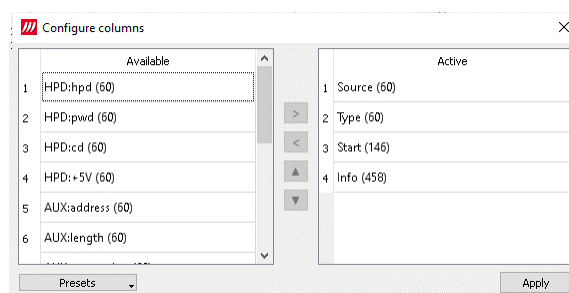 Configure columns
Available
1 HPD:hpd (60)
2 HPD:pwd (60)
3 HPD:cd (60)
4 HPD:+5V (60)
5 AUX:address (60)
6 AUX:length (60)
>
<
Active
1 Source (60)
2 Type (60)
3 Start (146)
4 Info (458)
Presets
Apply